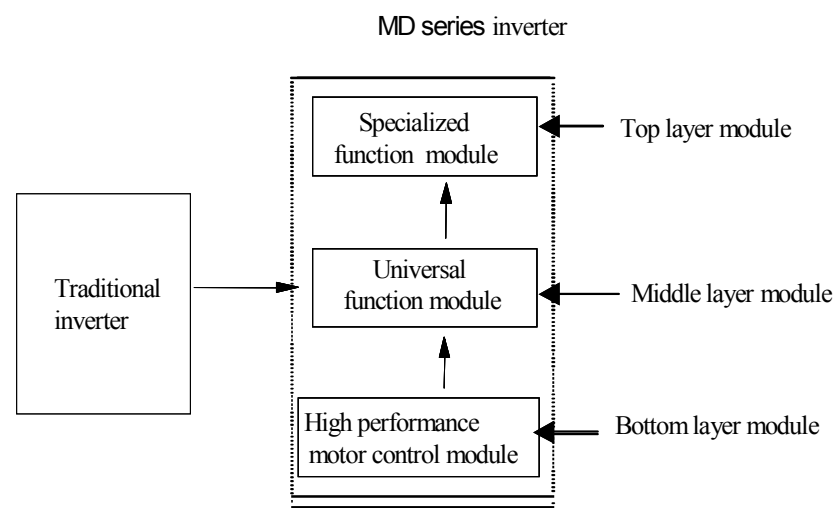 MD series inverter
Specialized
function module
Top layer module
Traditional
inverter
Universal
function module
Middle layer module
High performance
motor control module
Bottom layer module